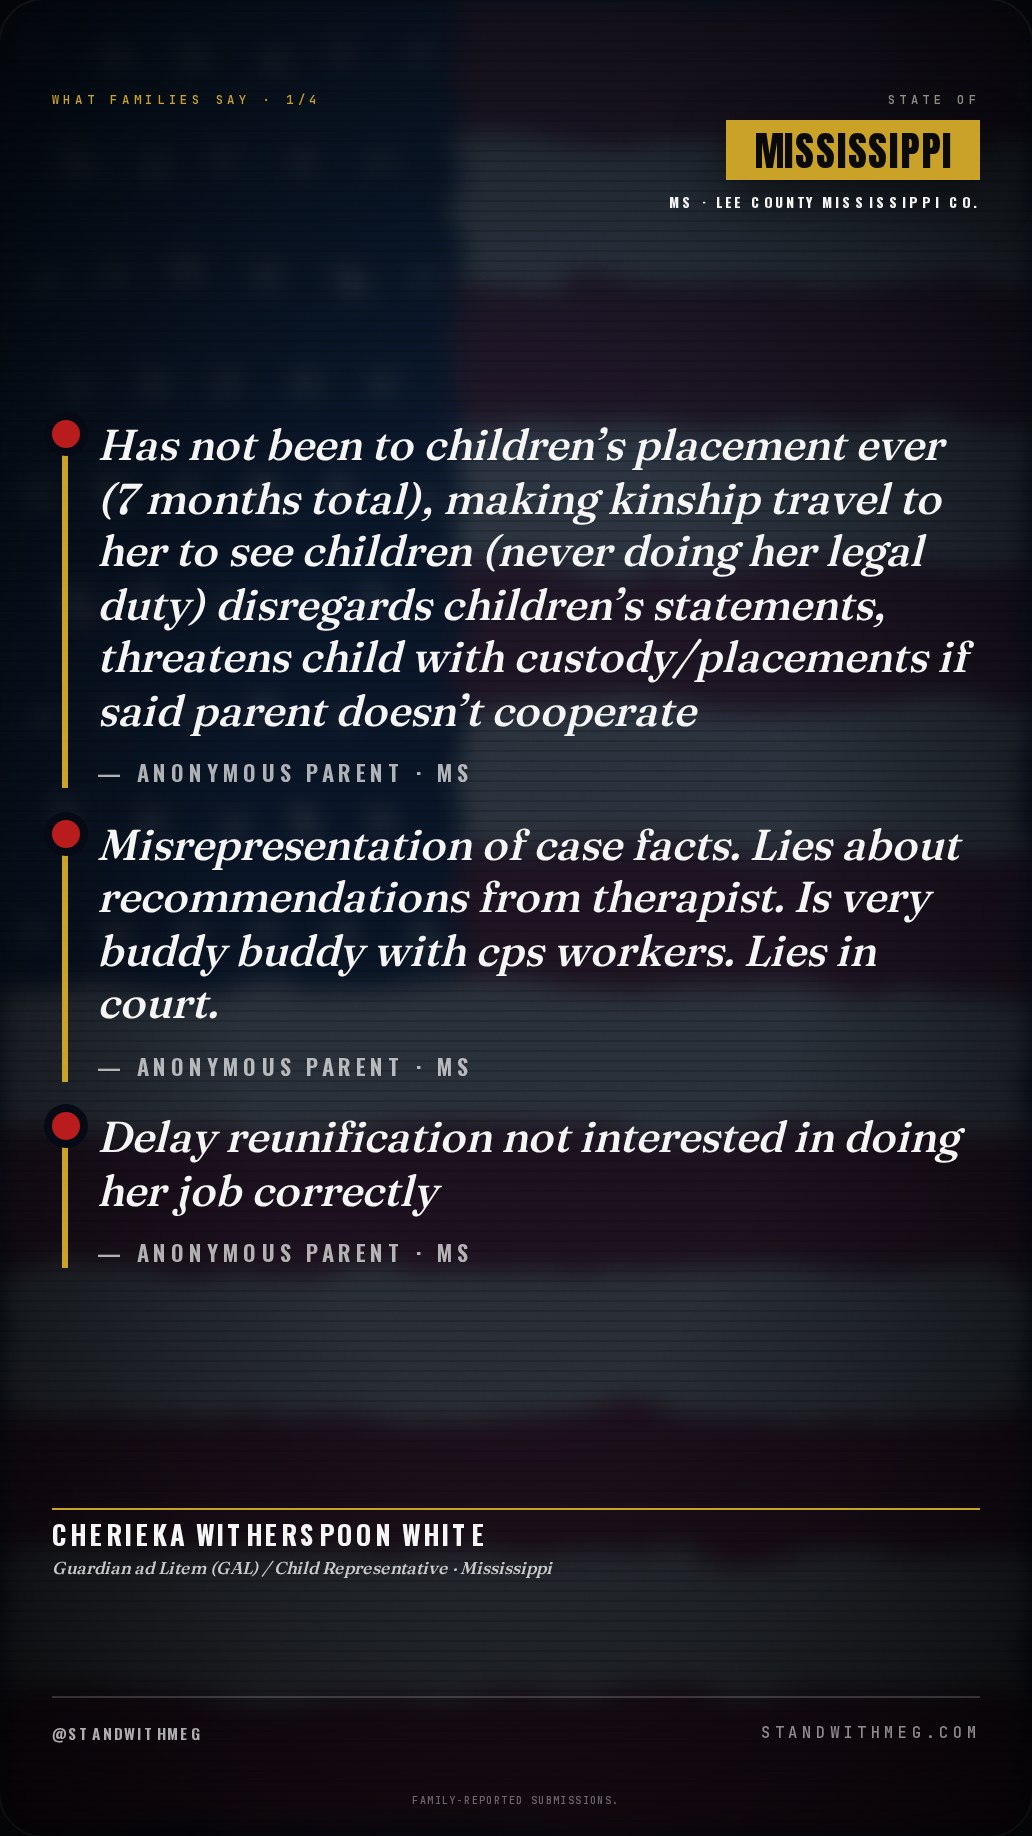 WHAT FAMILIES SAY · 1/4
STATE OF
MISSISSIPPI
MS · LEE COUNTY MISSISSIPPI CO.
Has not been to children’s placement ever
(7 months total), making kinship travel to
her to see children (never doing her legal
duty) disregards children’s statements,
threatens child with custody/placements if
said parent doesn’t cooperate
— ANONYMOUS PARENT · MS
Misrepresentation of case facts. Lies about
recommendations from therapist. Is very
buddy buddy with cps workers. Lies in
court.
— ANONYMOUS PARENT · MS
Delay reunification not interested in doing
her job correctly
— ANONYMOUS PARENT · MS
CHERIEKA WITHERSPOON WHITE
Guardian ad Litem (GAL) / Child Representative · Mississippi
@STANDWITHMEG
STANDWITHMEG.COM
FAMILY-REPORTED SUBMISSIONS.